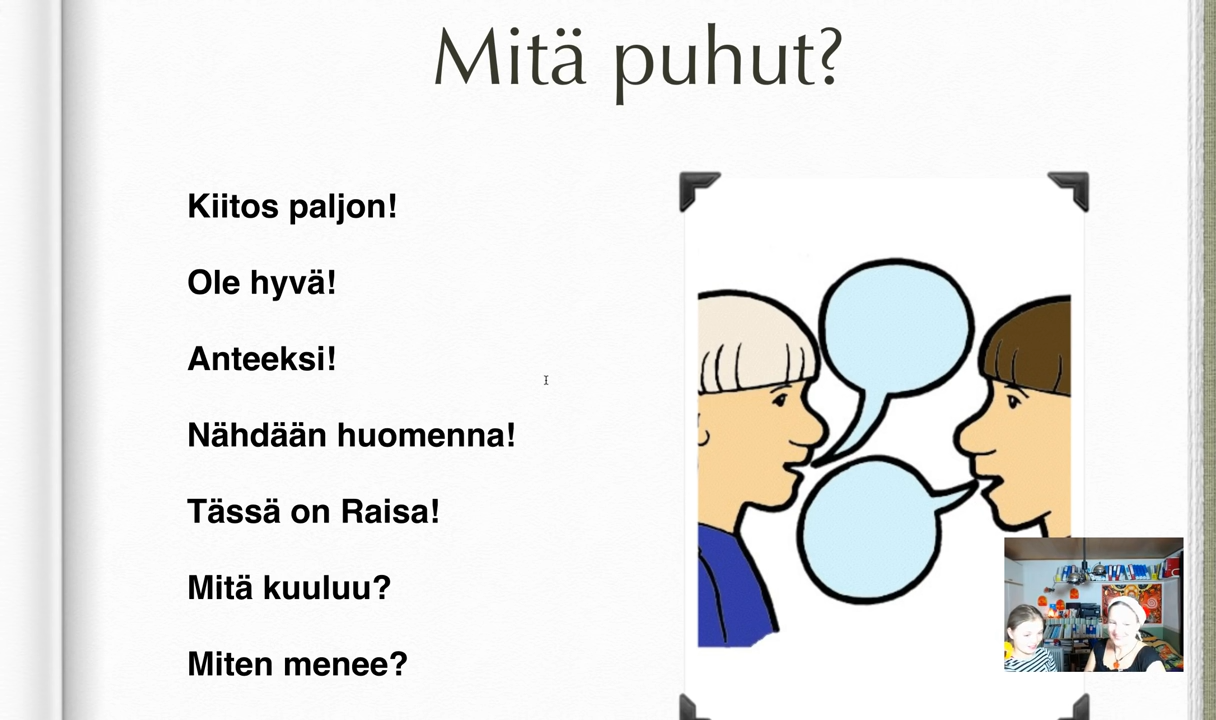 Mitä puhut?
Kiitos paljon!
Ole hyvä!
Anteeksi!
Nähdään huomenna!
Tässä on Raisa!
Mitä kuuluu?
Miten menee?